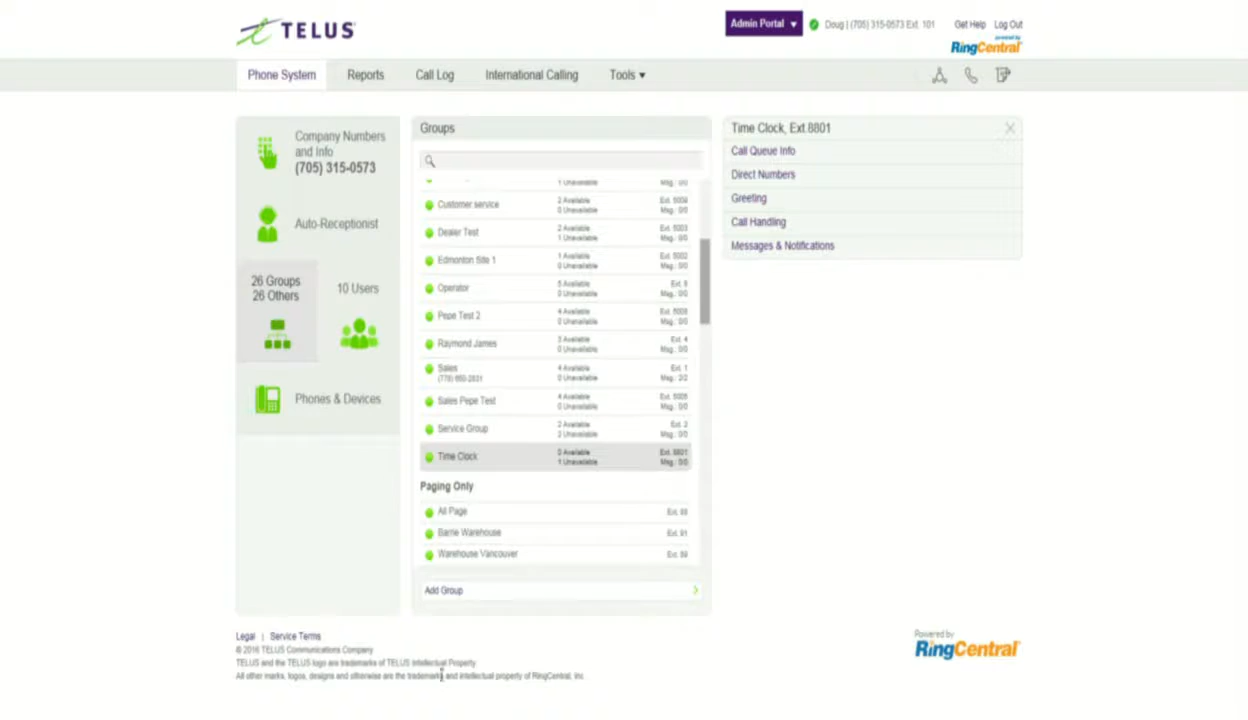 TELUS
Admin Portal
Doug | (705) 315-0573 Ext. 101
Get Help
Log Out
powered by
RingCentral
Phone System
Reports
Call Log
International Calling
Tools
Company Numbers
and Info
(705) 315-0573
Auto-Receptionist
26 Groups
26 Others
10 Users
Phones & Devices
Groups
1 Unavailable Msg.: 0/0
Customer service 2 Available
0 Unavailable Msg.: 0/0
Dealer Test 2 Available Ext. 5003
1 Unavailable Msg.: 0/0
Edmonton Site 1 1 Available Ext. 5002
0 Unavailable Msg.: 0/0
Operator 5 Available
0 Unavailable Msg.: 0/0
Pepe Test 2 4 Available
0 Unavailable Msg.: 0/0
Raymond James 3 Available Ext. 4
0 Unavailable Msg.: 0/0
Sales 4 Available Ext. 1
0 Unavailable Msg.: 2/2
Sales Pepe Test 4 Available
0 Unavailable Msg.: 0/0
Service Group 2 Available Ext. 2
2 Unavailable Msg.: 0/0
Time Clock 0 Available Ext. 8801
1 Unavailable Msg.: 0/0
Paging Only
All Page
Barrie Warehouse Ext. 91
Warehouse Vancouver Ext. 89
Add Group
Time Clock, Ext.8801
Call Queue Info
Direct Numbers
Greeting
Call Handling
Messages & Notifications
Legal | Service Terms
© 2016 TELUS Communications Company
TELUS and the TELUS logo are trademarks of TELUS Intellectual Property
All other marks, logos, designs and otherwise are the trademarks and intellectual property of RingCentral, Inc.
Powered by
RingCentral